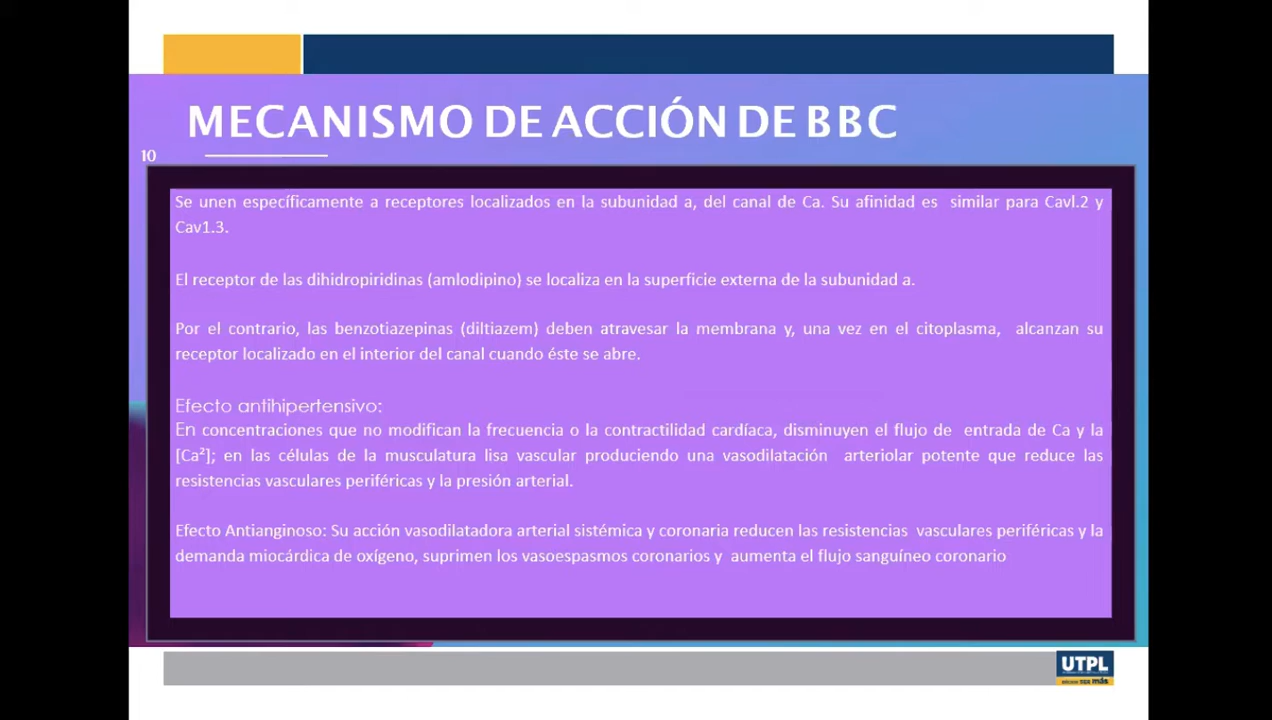 MECANISMO DE ACCIÓN DE BBC
10
Se unen específicamente a receptores localizados en la subunidad a, del canal de Ca. Su afinidad es similar para Cavl.2 y
Cav1.3.
El receptor de las dihidropiridinas (amlodipino) se localiza en la superficie externa de la subunidad a.
Por el contrario, las benzotiazepinas (diltiazem) deben atravesar la membrana y, una vez en el citoplasma, alcanzan su
receptor localizado en el interior del canal cuando éste se abre.
Efecto antihipertensivo:
En concentraciones que no modifican la frecuencia o la contractilidad cardíaca, disminuyen el flujo de entrada de Ca y la
[Ca²]; en las células de la musculatura lisa vascular produciendo una vasodilatación arteriolar potente que reduce las
resistencias vasculares periféricas y la presión arterial.
Efecto Antianginoso: Su acción vasodilatadora arterial sistémica y coronaria reducen las resistencias vasculares periféricas y la
demanda miocárdica de oxígeno, suprimen los vasoespasmos coronarios y aumenta el flujo sanguíneo coronario
UTPL